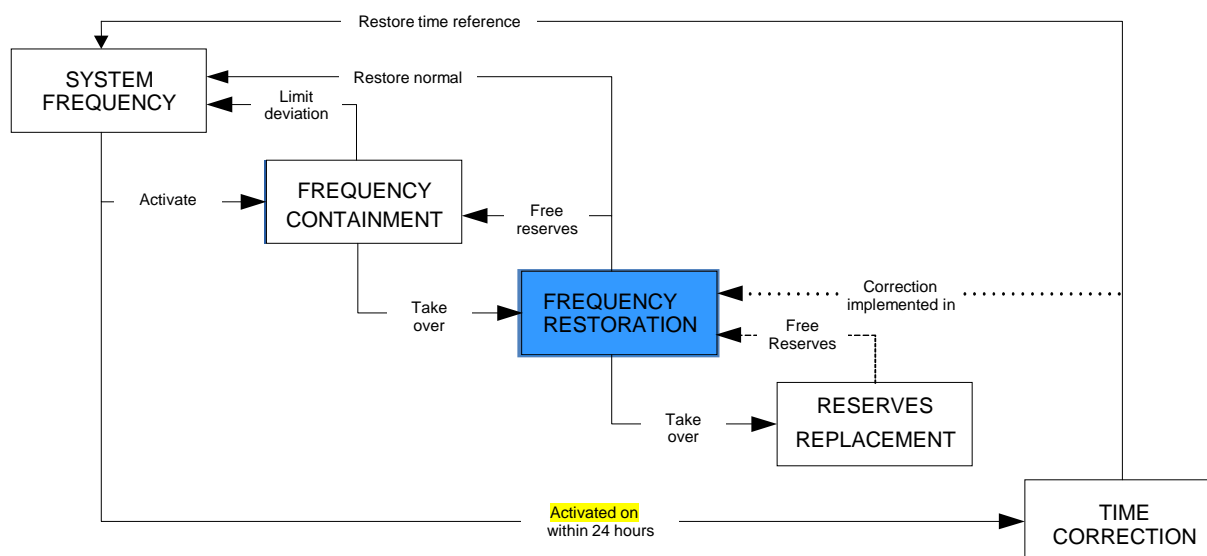 Restore time reference
SYSTEM
FREQUENCY
Restore normal
Limit
deviation
Activate
FREQUENCY
CONTAINMENT
Free
reserves
Take
over
FREQUENCY
RESTORATION
Correction
implemented in
Free
Reserves
Take
over
RESERVES
REPLACEMENT
Activated on
within 24 hours
TIME
CORRECTION